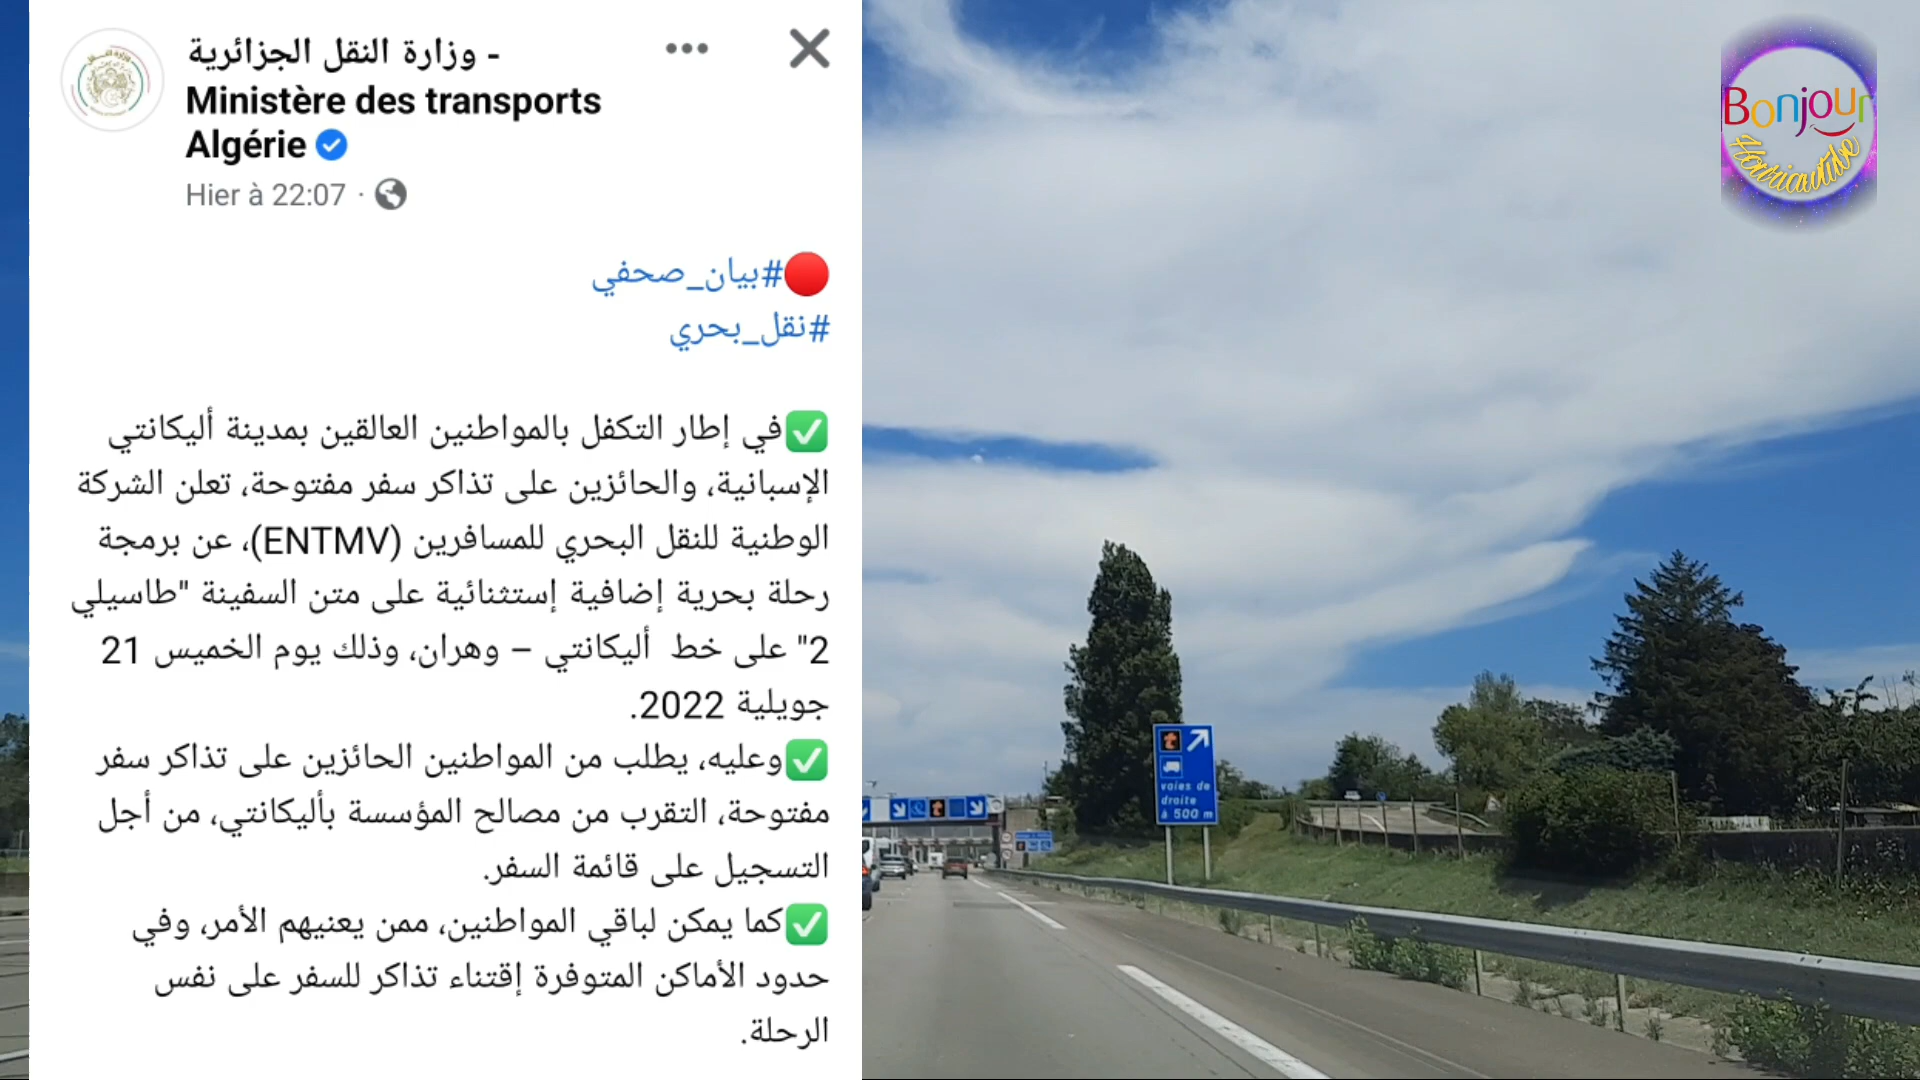 وزارة النقل الجزائرية -
Ministère des transports
Algérie
Hier à 22:07 ·
#بيان_صحفي
#نقل_بحري
في إطار التكفل بالمواطنين العالقين بمدينة أليكانتي
الإسبانية، والحائزين على تذاكر سفر مفتوحة، تعلن الشركة
الوطنية للنقل البحري للمسافرين (ENTMV)، عن برمجة
رحلة بحرية إضافية إستثنائية على متن السفينة "طاسيلي
2" على خط أليكانتي – وهران، وذلك يوم الخميس 21
جويلية 2022.
وعليه، يطلب من المواطنين الحائزين على تذاكر سفر
مفتوحة، التقرب من مصالح المؤسسة بأليكانتي، من أجل
التسجيل على قائمة السفر.
كما يمكن لباقي المواطنين، ممن يعنيهم الأمر، وفي
حدود الأماكن المتوفرة إقتناء تذاكر للسفر على نفس
الرحلة.
Bonjour
t
voies de
droite
à 500 m